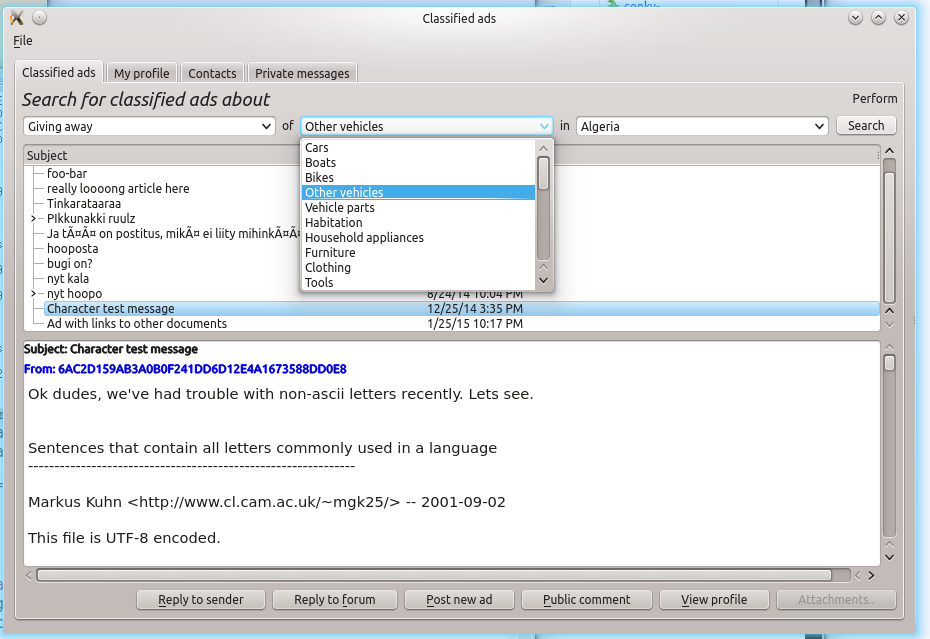 conky-
Classified ads
File
Classified ads My profile Contacts Private messages
Search for classified ads about Perform
Giving away of Other vehicles in Algeria Search
Subject
Cars
Boats
Bikes
Other vehicles
Vehicle parts
Habitation
Household appliances
Furniture
Clothing
Tools
foo-bar
really loooong article here
Tinkarataaraa
PIkkunakki ruulz
Ja tÃ¤Ã¤ on postitus, mikÃ¤ ei liity mihinkÃ¤Ã¤
hooposta
bugi on?
nyt kala
nyt hoopo 8/24/14 10:04 PM
Character test message 12/25/14 3:35 PM
Ad with links to other documents 1/25/15 10:17 PM
Subject: Character test message
From: 6AC2D159AB3A0B0F241DD6D12E4A1673588DD0E8
Ok dudes, we've had trouble with non-ascii letters recently. Lets see.
Sentences that contain all letters commonly used in a language
--------------------------------------------------------------
Markus Kuhn <http://www.cl.cam.ac.uk/~mgk25/> -- 2001-09-02
This file is UTF-8 encoded.
Reply to sender Reply to forum Post new ad Public comment View profile Attachments..